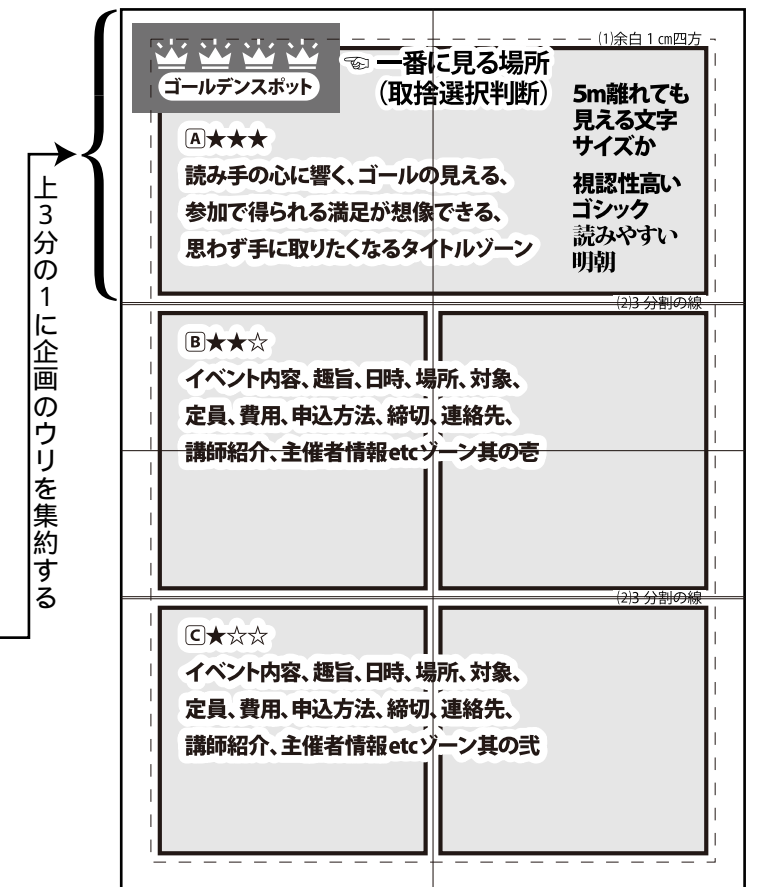 (1)余白1㎝四方
ゴールデンスポット
☜一番に見る場所
（取捨選択判断）
5m離れても
見える文字
サイズか
視認性高い
ゴシック
読みやすい
明朝
A★★★
読み手の心に響く、ゴールの見える、
参加で得られる満足が想像できる、
思わず手に取りたくなるタイトルゾーン
上3分の1に企画のウリを集約する
(2)3分割の線
B★★☆
イベント内容、趣旨、日時、場所、対象、
定員、費用、申込方法、締切、連絡先、
講師紹介、主催者情報etcゾーン其の壱
(2)3分割の線
C★☆☆
イベント内容、趣旨、日時、場所、対象、
定員、費用、申込方法、締切、連絡先、
講師紹介、主催者情報etcゾーン其の弐